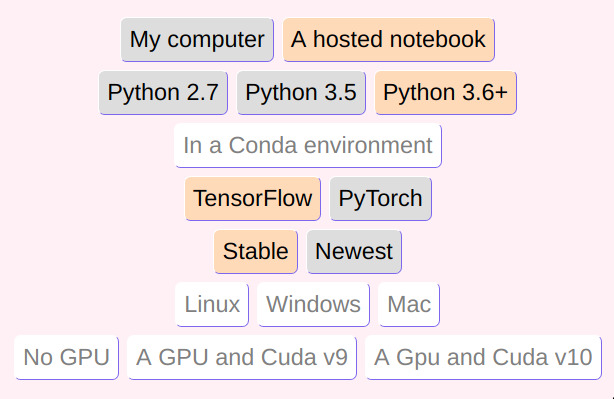 My computer A hosted notebook
Python 2.7 Python 3.5 Python 3.6+
In a Conda environment
TensorFlow PyTorch
Stable Newest
Linux Windows Mac
No GPU A GPU and Cuda v9 A Gpu and Cuda v10